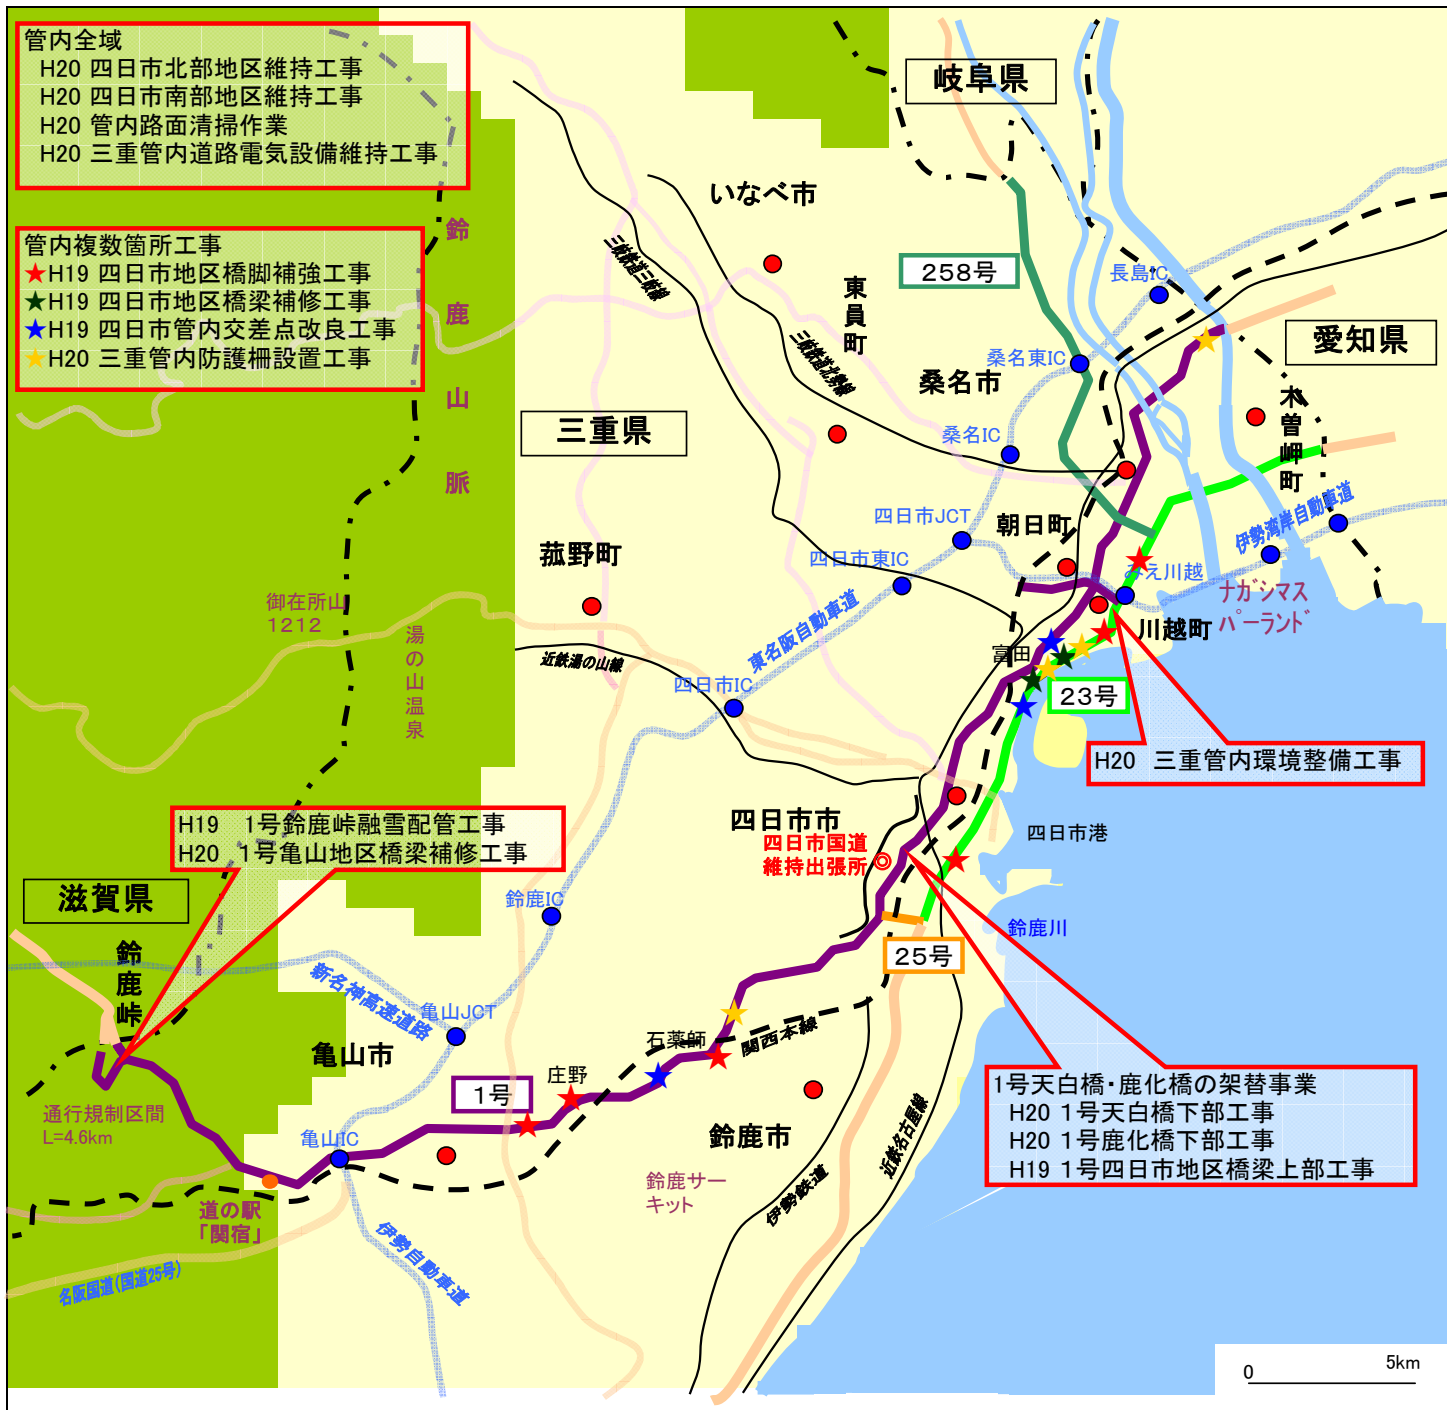 管内全域
H20 四日市北部地区維持工事
H20 四日市南部地区維持工事
H20 管内路面清掃作業
H20 三重管内道路電気設備維持工事
管内複数箇所工事
★H19 四日市地区橋脚補強工事
★H19 四日市地区橋梁補修工事
★H19 四日市管内交差点改良工事
★H20 三重管内防護柵設置工事
鈴鹿山脈
岐阜県
いなべ市
三岐鉄道三岐線
258号
長島IC
東員町
三岐鉄道北勢線
愛知県
桑名東IC
桑名市
木曽岬町
三重県
桑名IC
伊勢湾岸自動車道
四日市JCT
朝日町
菰野町
四日市東IC
みえ川越
ナガシマス
パーランド
御在所山
1212
湯の山温泉
川越町
東名阪自動車道
富田
近鉄湯の山線
四日市IC
23号
H20 三重管内環境整備工事
H19 1号鈴鹿峠融雪配管工事
H20 1号亀山地区橋梁補修工事
四日市市
四日市国道
維持出張所
四日市港
滋賀県
鈴鹿IC
鈴鹿川
鈴鹿峠
25号
新名神高速道路
亀山JCT
石薬師
関西本線
亀山市
庄野
1号
1号天白橋・鹿化橋の架替事業
H20 1号天白橋下部工事
H20 1号鹿化橋下部工事
H19 1号四日市地区橋梁上部工事
通行規制区間
L=4.6km
亀山IC
鈴鹿市
近鉄名古屋線
鈴鹿サー
キット
伊勢鉄道
道の駅
「関宿」
伊勢自動車道
名阪国道(国道25号)
0
5km